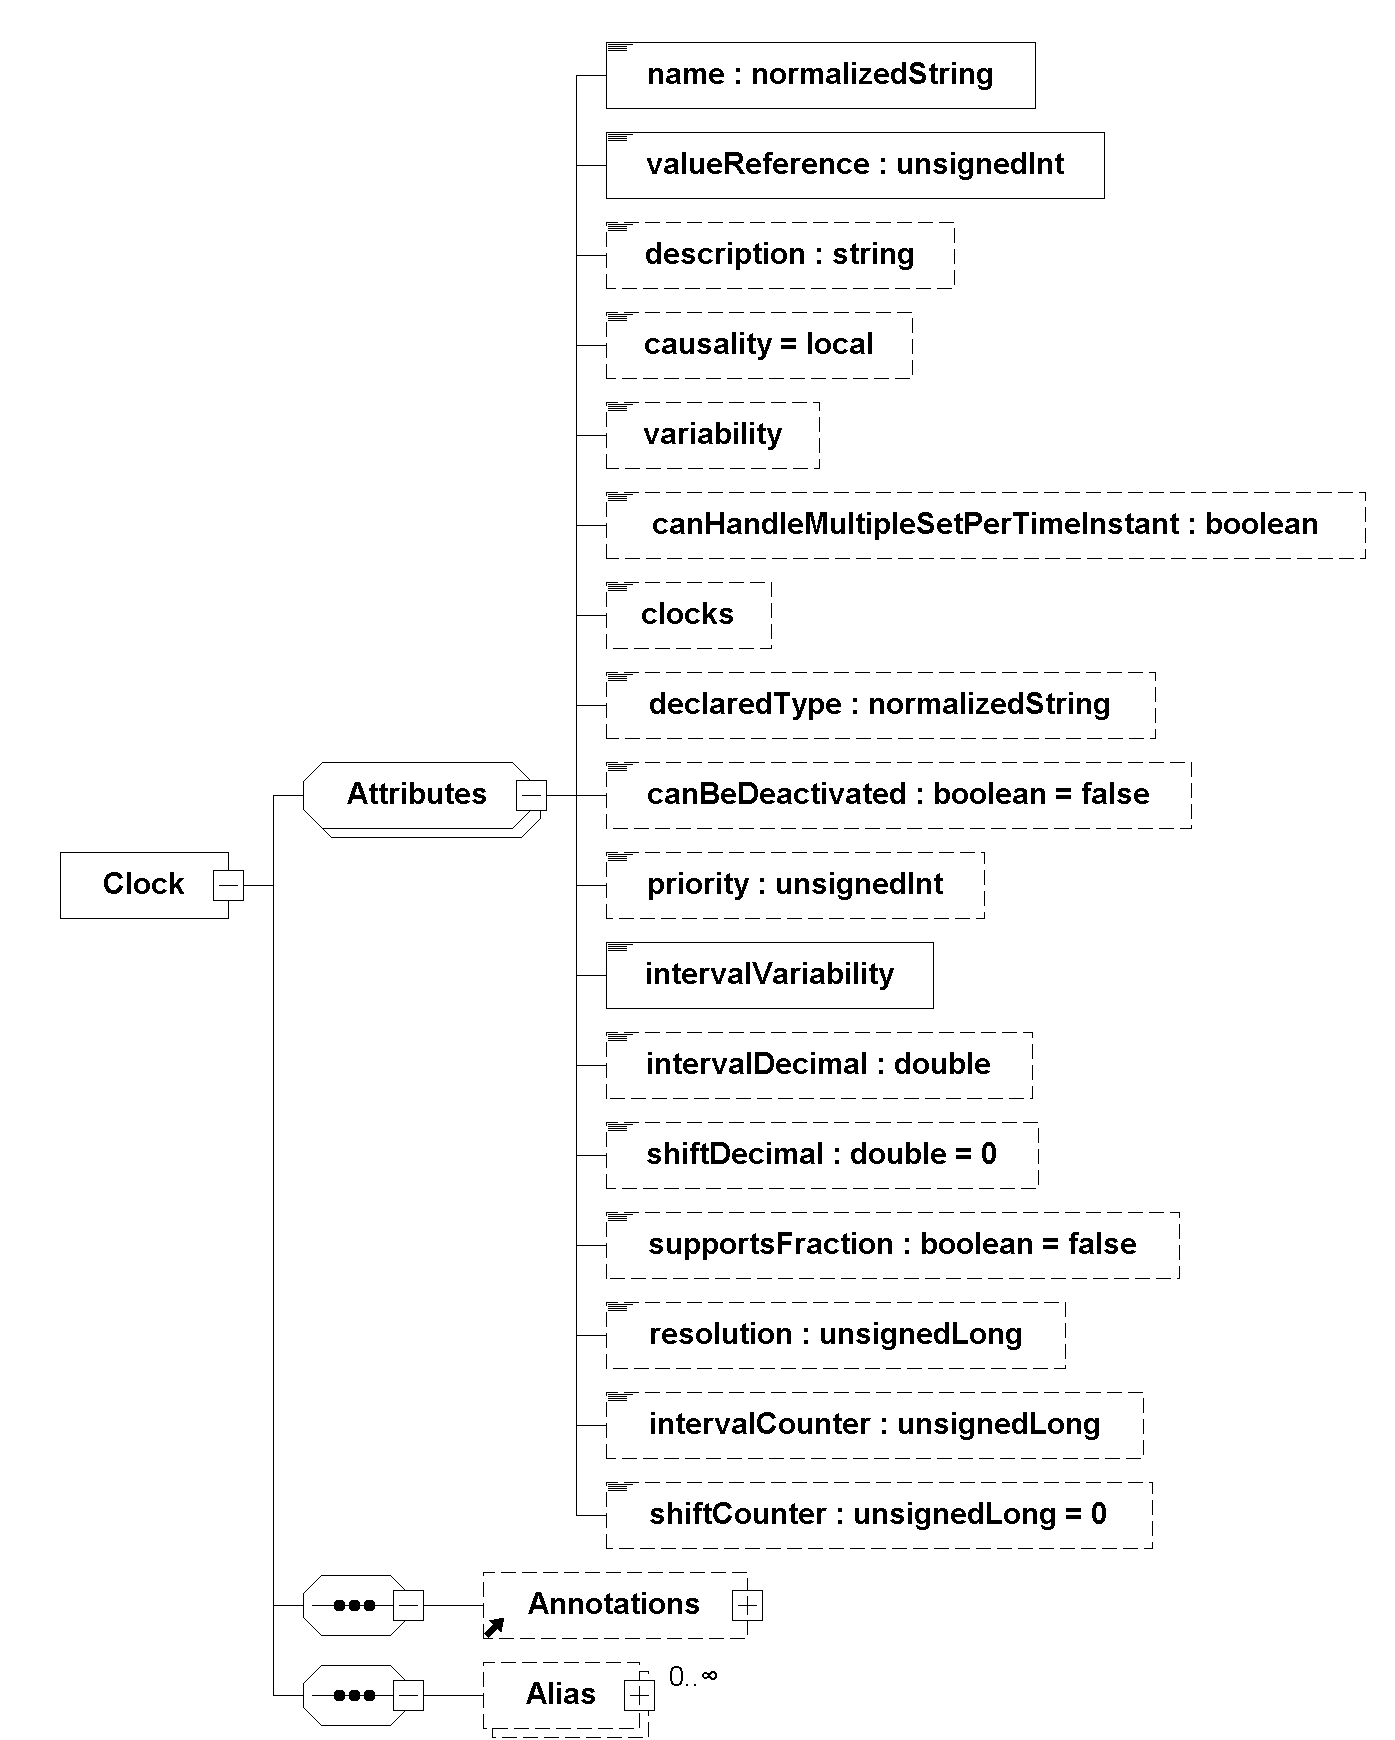 name : normalizedString
valueReference : unsignedInt
description : string
causality = local
variability
canHandleMultipleSetPerTimeInstant : boolean
clocks
declaredType : normalizedString
Attributes
canBeDeactivated : boolean = false
Clock
priority : unsignedInt
intervalVariability
intervalDecimal : double
shiftDecimal : double = 0
supportsFraction : boolean = false
resolution : unsignedLong
intervalCounter : unsignedLong
shiftCounter : unsignedLong = 0
Annotations
Alias
0..∞